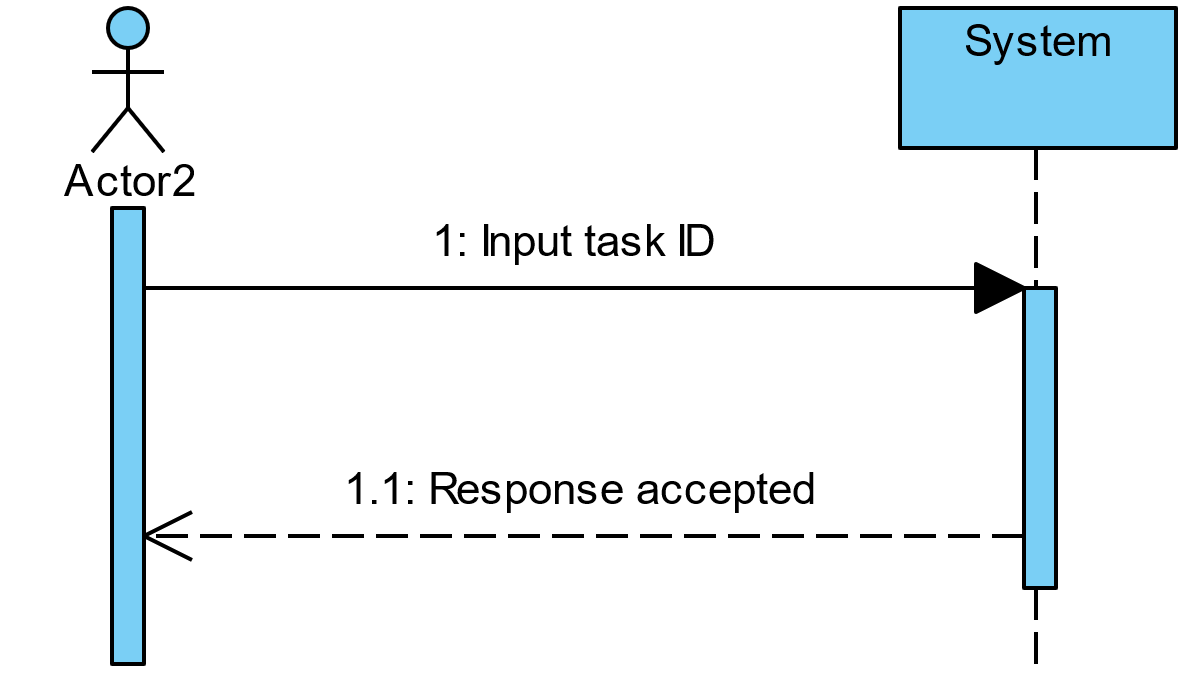 System
Actor2
1: Input task ID
1.1: Response accepted